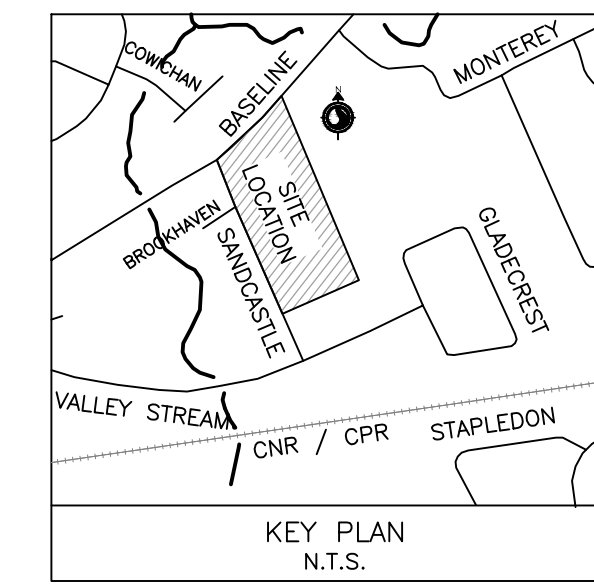 COWICHAN
BASELINE
MONTEREY
N
SITE
LOCATION
BROOKHAVEN
SANDCASTLE
GLADECREST
VALLEY STREAM
CNR / CPR
STAPLEDON
KEY PLAN
N.T.S.